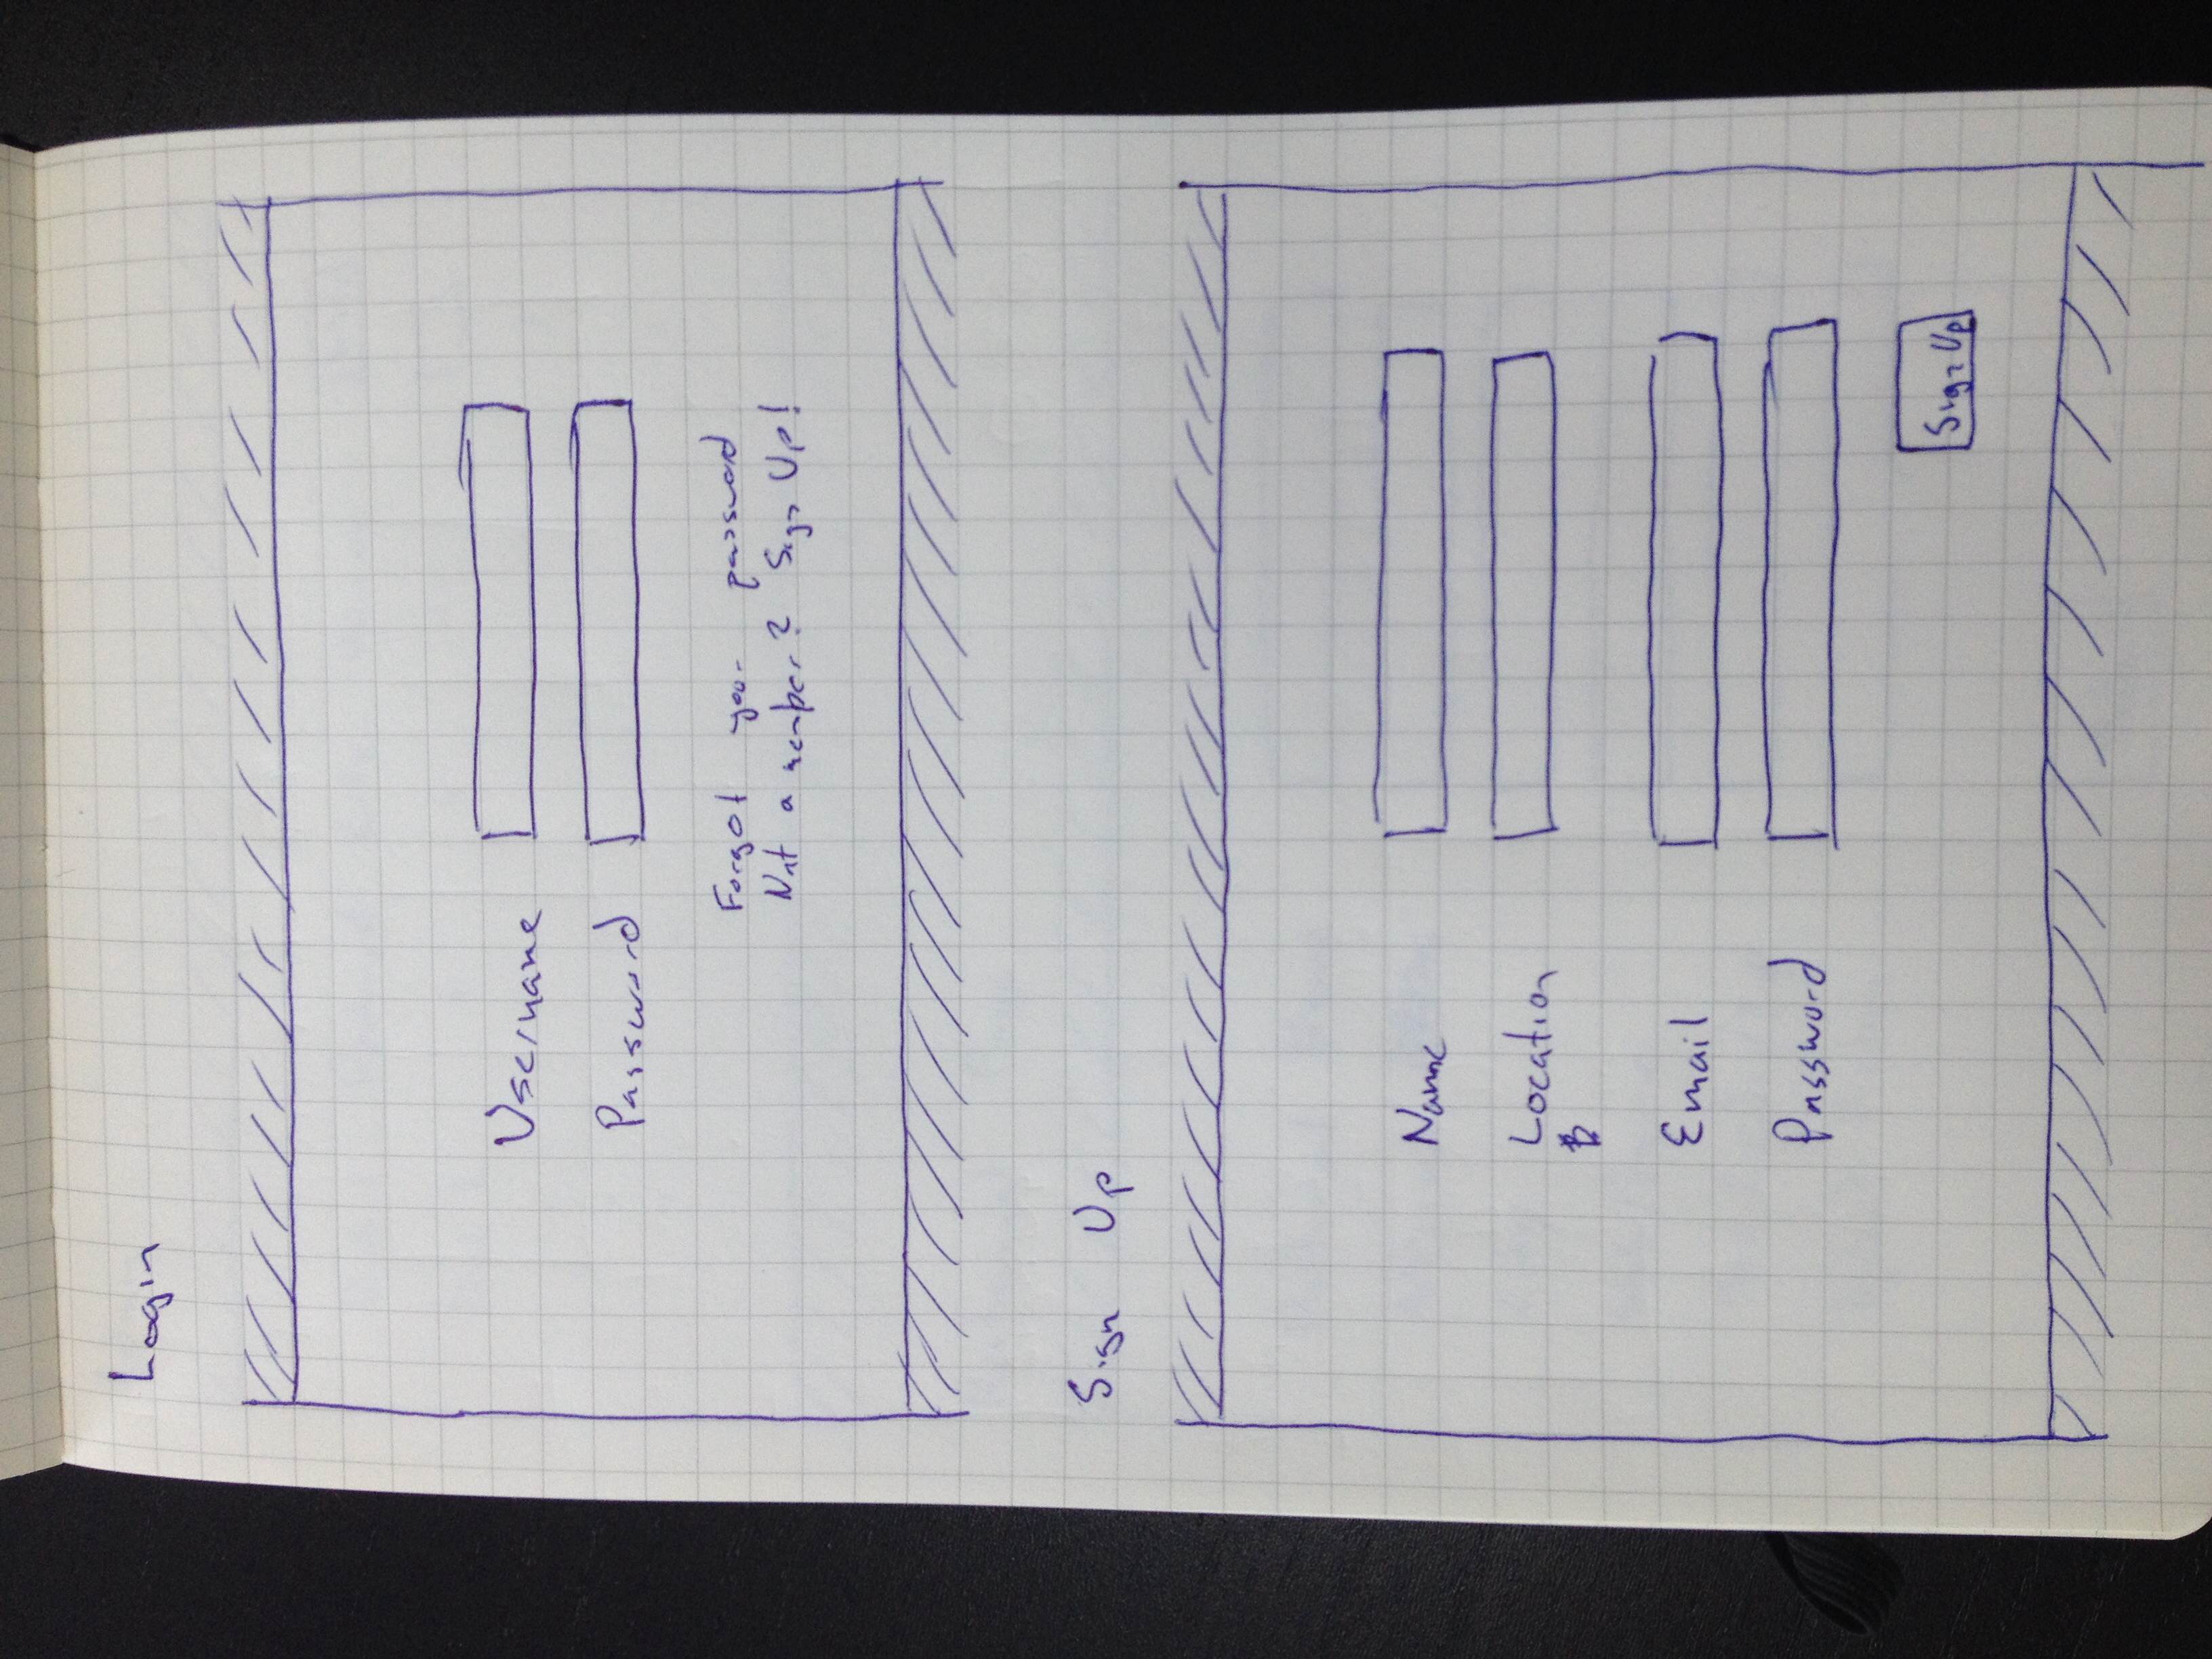 Login
Username
Password
Forgot your password
Not a member? Sign Up!
Sign Up
Name
Location
B
Email
Password
Sign Up